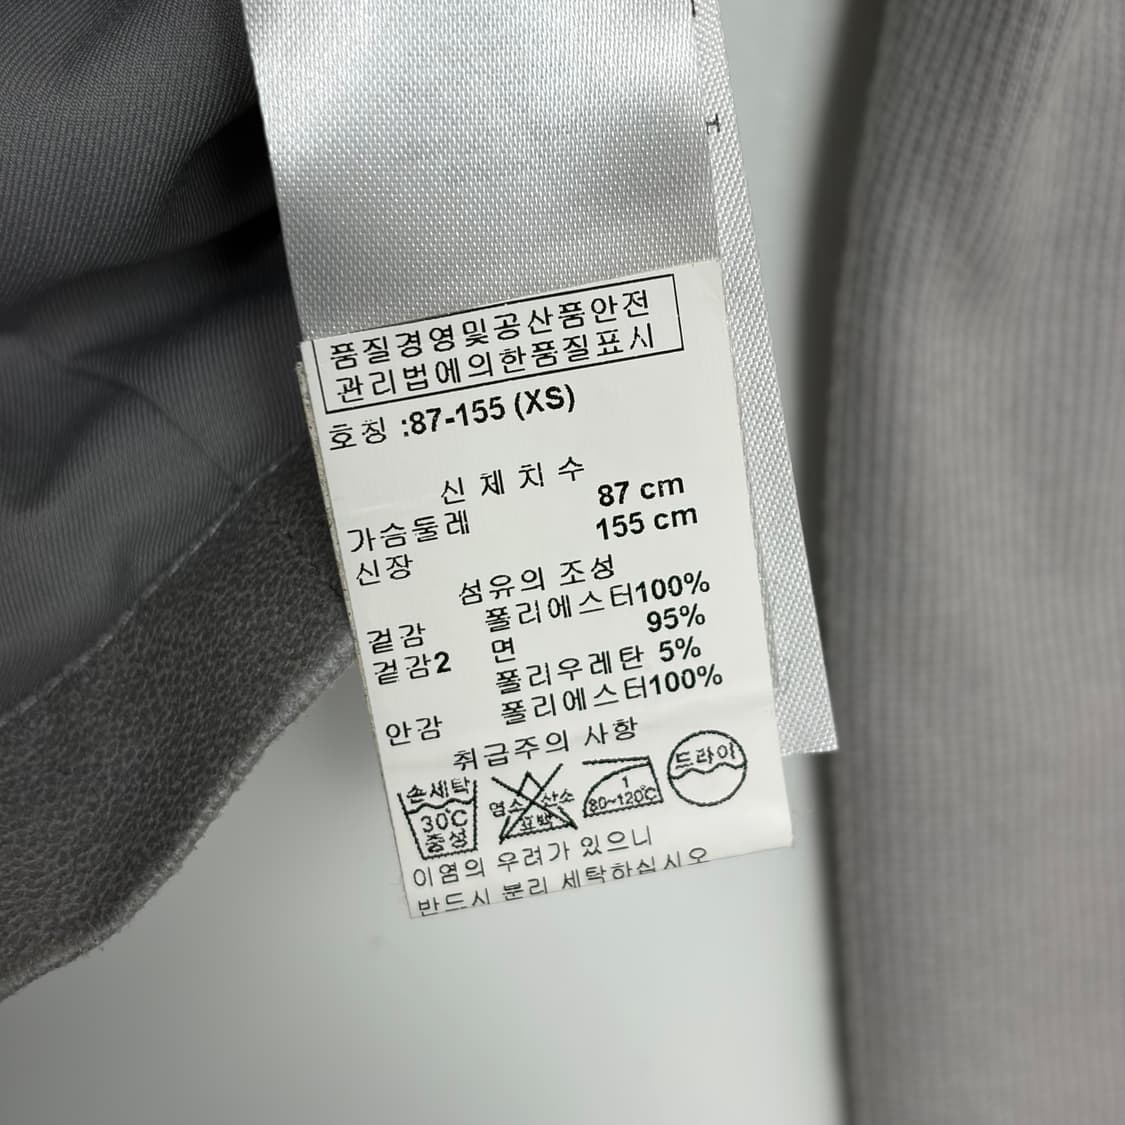 품질경영및공산품안전
관리법에의한품질표시
호칭 :87-155 (XS)
신체치수
가슴둘레 87 cm
신장 155 cm
섬유의 조성
겉감 폴리에스터100%
겉감2 면 95%
폴리우레탄 5%
안감 폴리에스터100%
취급주의 사항
손세탁
30℃
중성
염소 산소
표백
1
80~120℃
드라이
이염의 우려가 있으니
반드시 분리 세탁하십시오